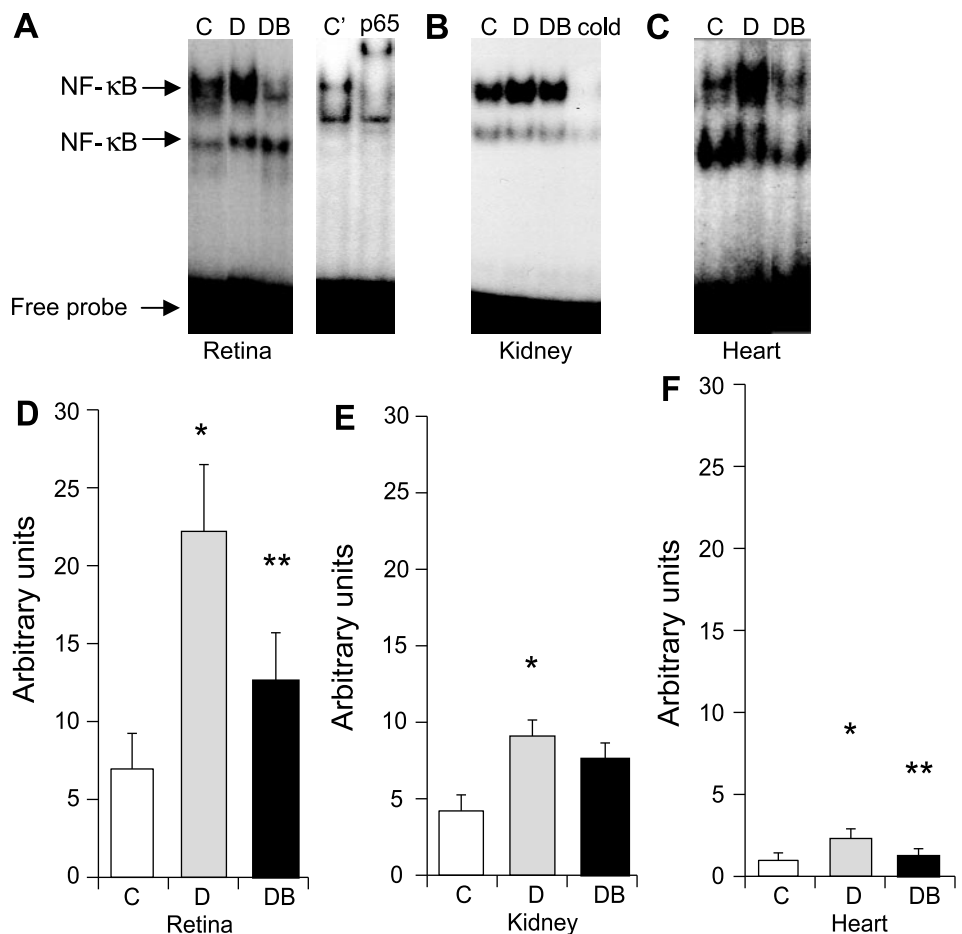 A
C D DB
C' p65
B
C D DB cold
C
C D DB
NF-κB
NF-κB
Free probe
Retina
Kidney
Heart
D
30
25
20
15
10
5
0
Arbitrary units
*
**
C D DB
Retina
E
30
25
20
15
10
5
0
Arbitrary units
*
C D DB
Kidney
F
30
25
20
15
10
5
0
Arbitrary units
*
**
C D DB
Heart